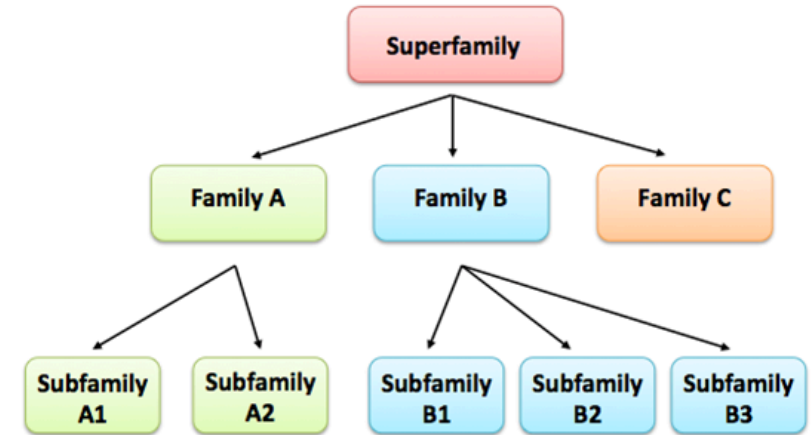 Superfamily
Family A
Family B
Family C
Subfamily
A1
Subfamily
A2
Subfamily
B1
Subfamily
B2
Subfamily
B3